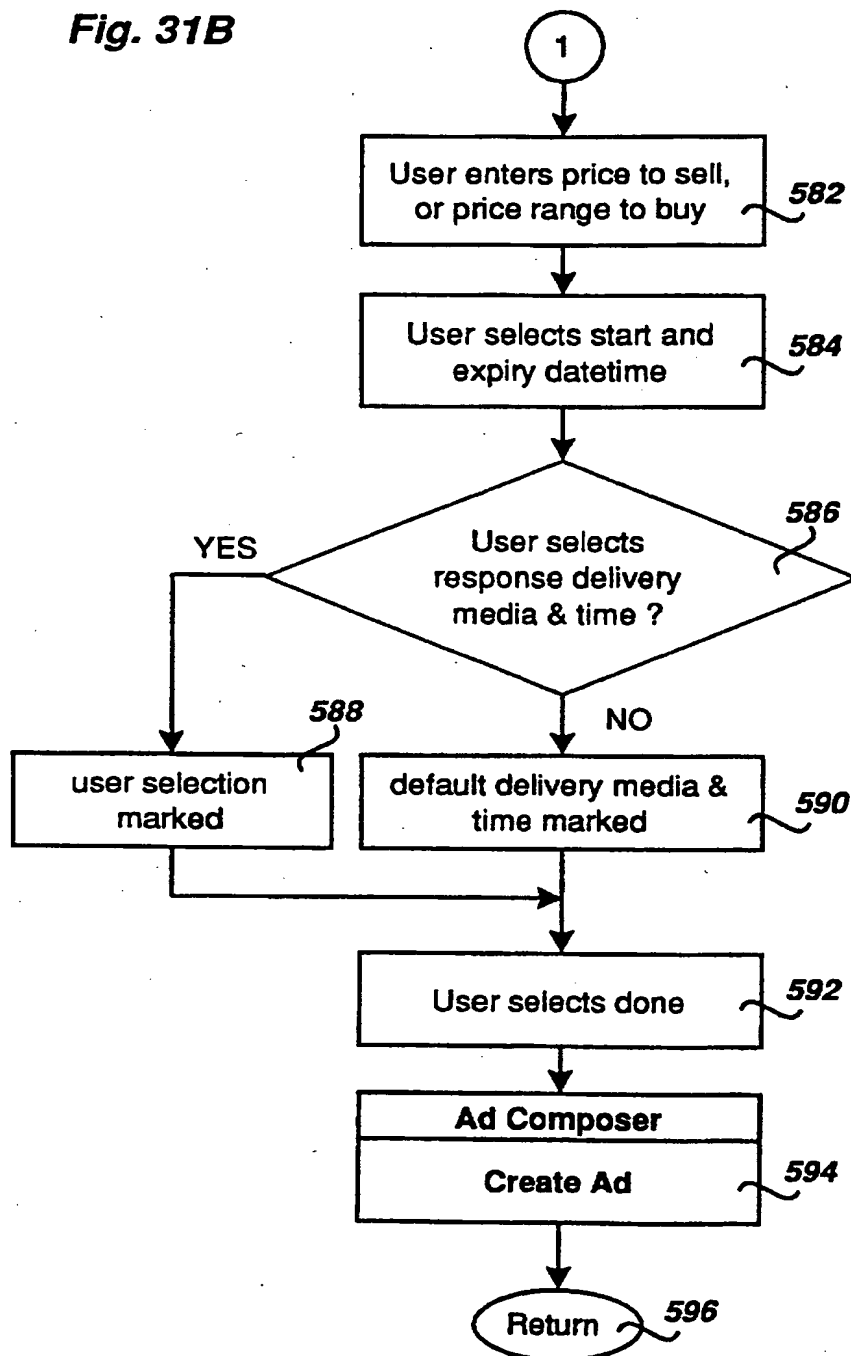 Fig. 31B
1
User enters price to sell,
or price range to buy
582
User selects start and
expiry datetime
584
586
YES
User selects
response delivery
media & time ?
588
NO
user selection
marked
default delivery media &
time marked
590
User selects done
592
Ad Composer
Create Ad
594
Return
596